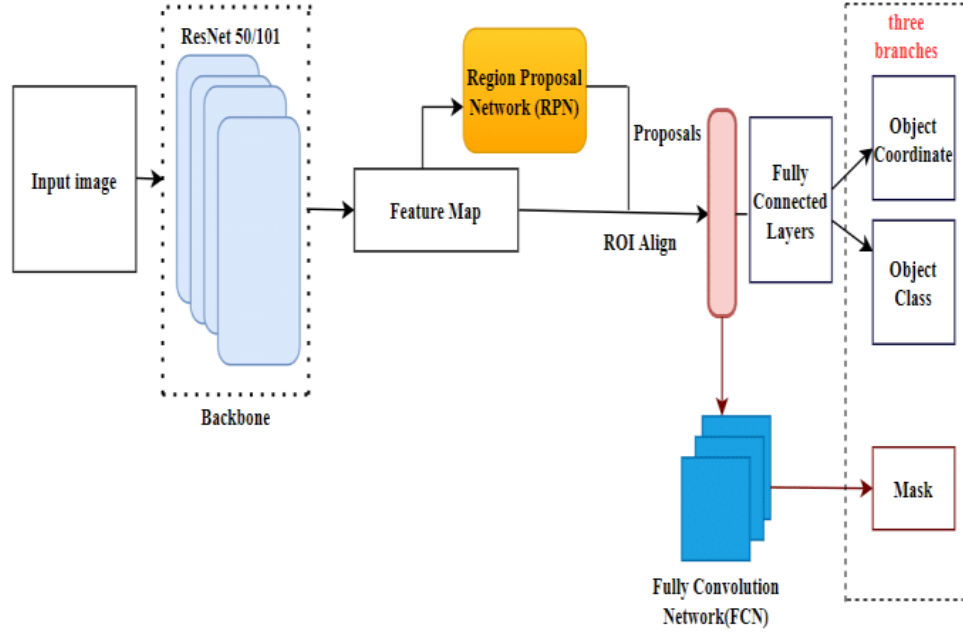 three
branches
ResNet 50/101
Region Proposal
Network (RPN)
Input image
Feature Map
Proposals
ROI Align
Fully
Connected
Layers
Object
Coordinate
Object
Class
Backbone
Mask
Fully Convolution
Network(FCN)